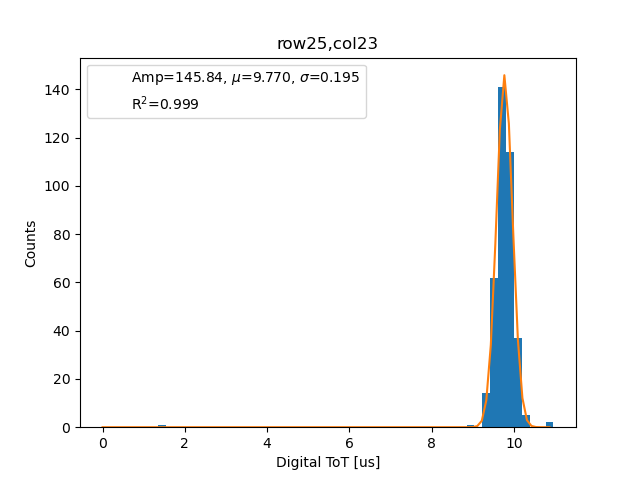 row25,col23
Amp=145.84, μ=9.770, σ=0.195
R²=0.999
140
120
100
80
60
40
20
0
Counts
0 2 4 6 8 10
Digital ToT [us]